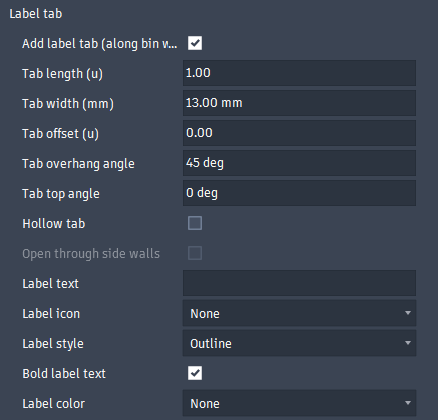 Label tab
Add label tab (along bin w...
Tab length (u) 1.00
Tab width (mm) 13.00 mm
Tab offset (u) 0.00
Tab overhang angle 45 deg
Tab top angle 0 deg
Hollow tab
Open through side walls
Label text
Label icon None
Label style Outline
Bold label text
Label color None